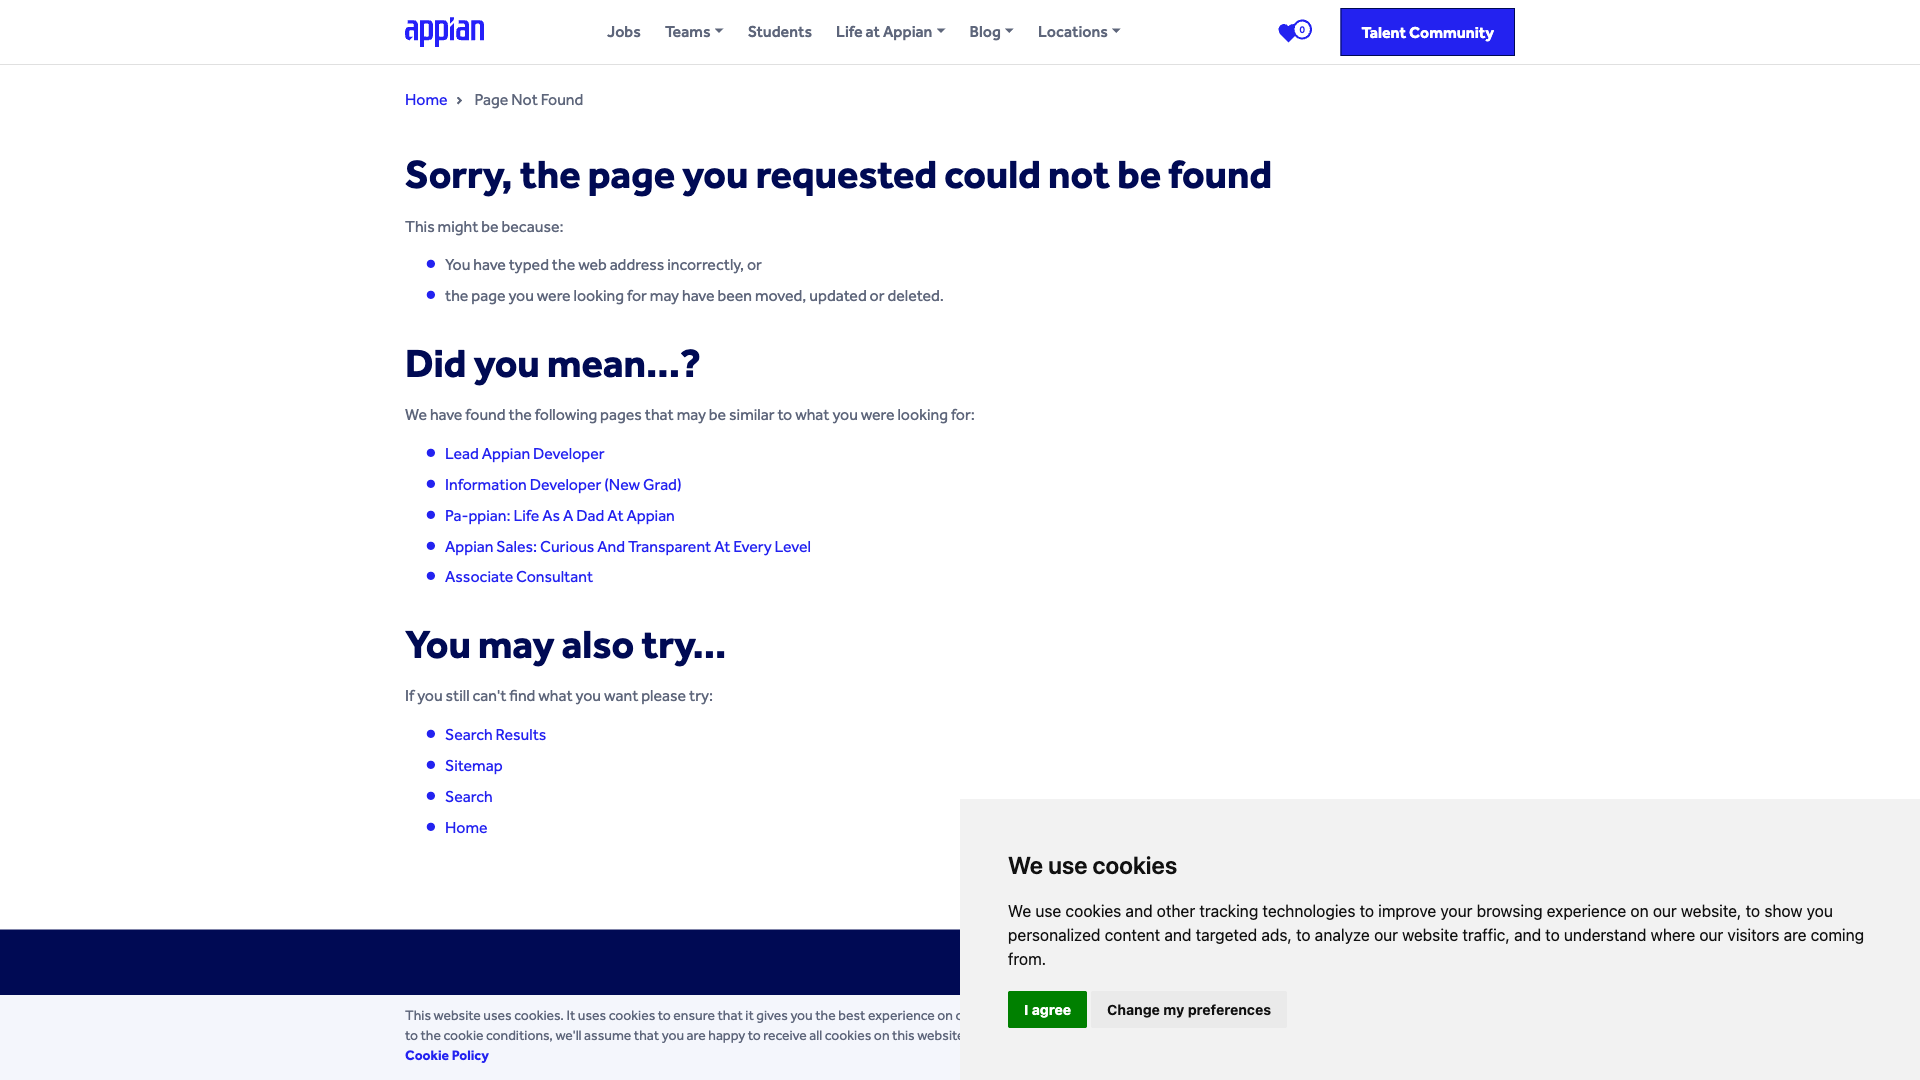 appian
Jobs
Teams
Students
Life at Appian
Blog
Locations
0
Talent Community
Home
Page Not Found
Sorry, the page you requested could not be found
This might be because:
You have typed the web address incorrectly, or
the page you were looking for may have been moved, updated or deleted.
Did you mean...?
We have found the following pages that may be similar to what you were looking for:
Lead Appian Developer
Information Developer (New Grad)
Pa-ppian: Life As A Dad At Appian
Appian Sales: Curious And Transparent At Every Level
Associate Consultant
You may also try...
If you still can't find what you want please try:
Search Results
Sitemap
Search
Home
We use cookies
We use cookies and other tracking technologies to improve your browsing experience on our website, to show you
personalized content and targeted ads, to analyze our website traffic, and to understand where our visitors are coming
from.
I agree
Change my preferences
This website uses cookies. It uses cookies to ensure that it gives you the best experience on
to the cookie conditions, we'll assume that you are happy to receive all cookies on this website
Cookie Policy